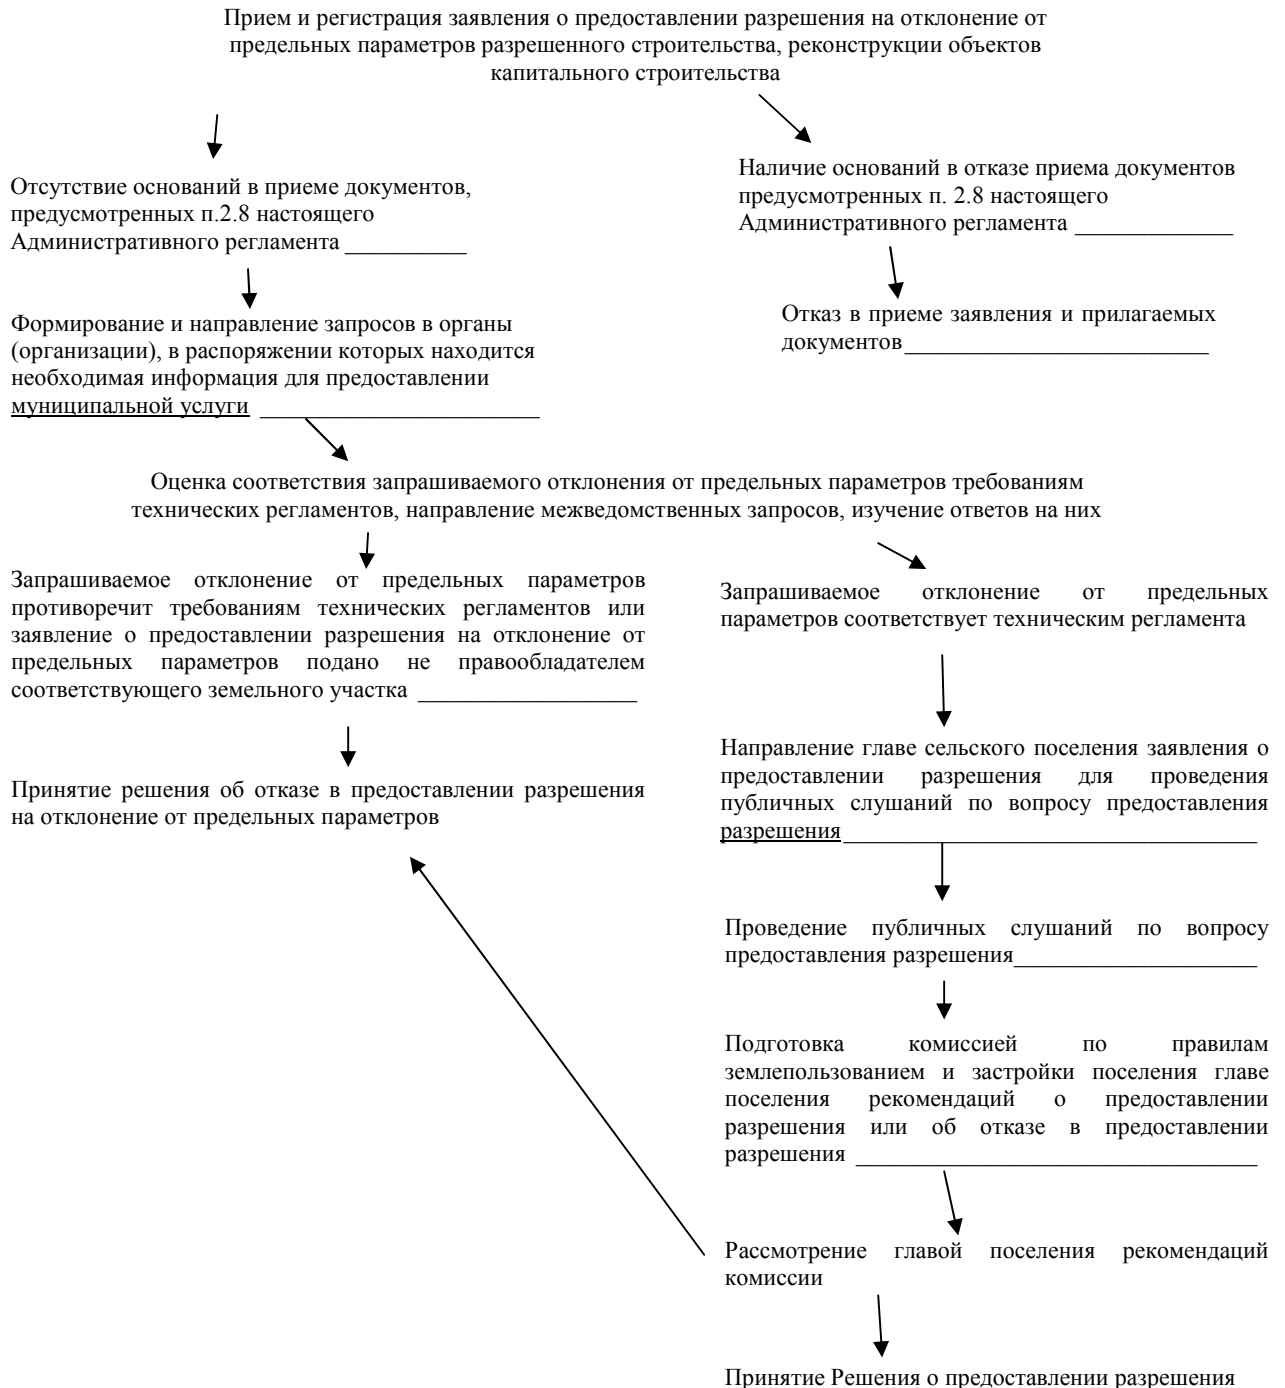 Прием и регистрация заявления о предоставлении разрешения на отклонение от
предельных параметров разрешенного строительства, реконструкции объектов
капитального строительства
Отсутствие оснований в приеме документов,
предусмотренных п.2.8 настоящего
Административного регламента __________
Наличие оснований в отказе приема документов
предусмотренных п. 2.8 настоящего
Административного регламента _____________
Формирование и направление запросов в органы
(организации), в распоряжении которых находится
необходимая информация для предоставлении
муниципальной услуги _______________________
Отказ в приеме заявления и прилагаемых
документов_________________________
Оценка соответствия запрашиваемого отклонения от предельных параметров требованиям
технических регламентов, направление межведомственных запросов, изучение ответов на них
Запрашиваемое отклонение от предельных параметров
противоречит требованиям технических регламентов или
заявление о предоставлении разрешения на отклонение от
предельных параметров подано не правообладателем
соответствующего земельного участка __________________
Принятие решения об отказе в предоставлении разрешения
на отклонение от предельных параметров
Запрашиваемое отклонение от предельных
параметров соответствует техническим регламента
Направление главе сельского поселения заявления о
предоставлении разрешения для проведения
публичных слушаний по вопросу предоставления
разрешения__________________________________
Проведение публичных слушаний по вопросу
предоставления разрешения____________________
Подготовка комиссией по правилам
землепользованием и застройки поселения главе
поселения рекомендаций о предоставлении
разрешения или об отказе в предоставлении
разрешения _________________________________
Рассмотрение главой поселения рекомендаций
комиссии
Принятие Решения о предоставлении разрешения